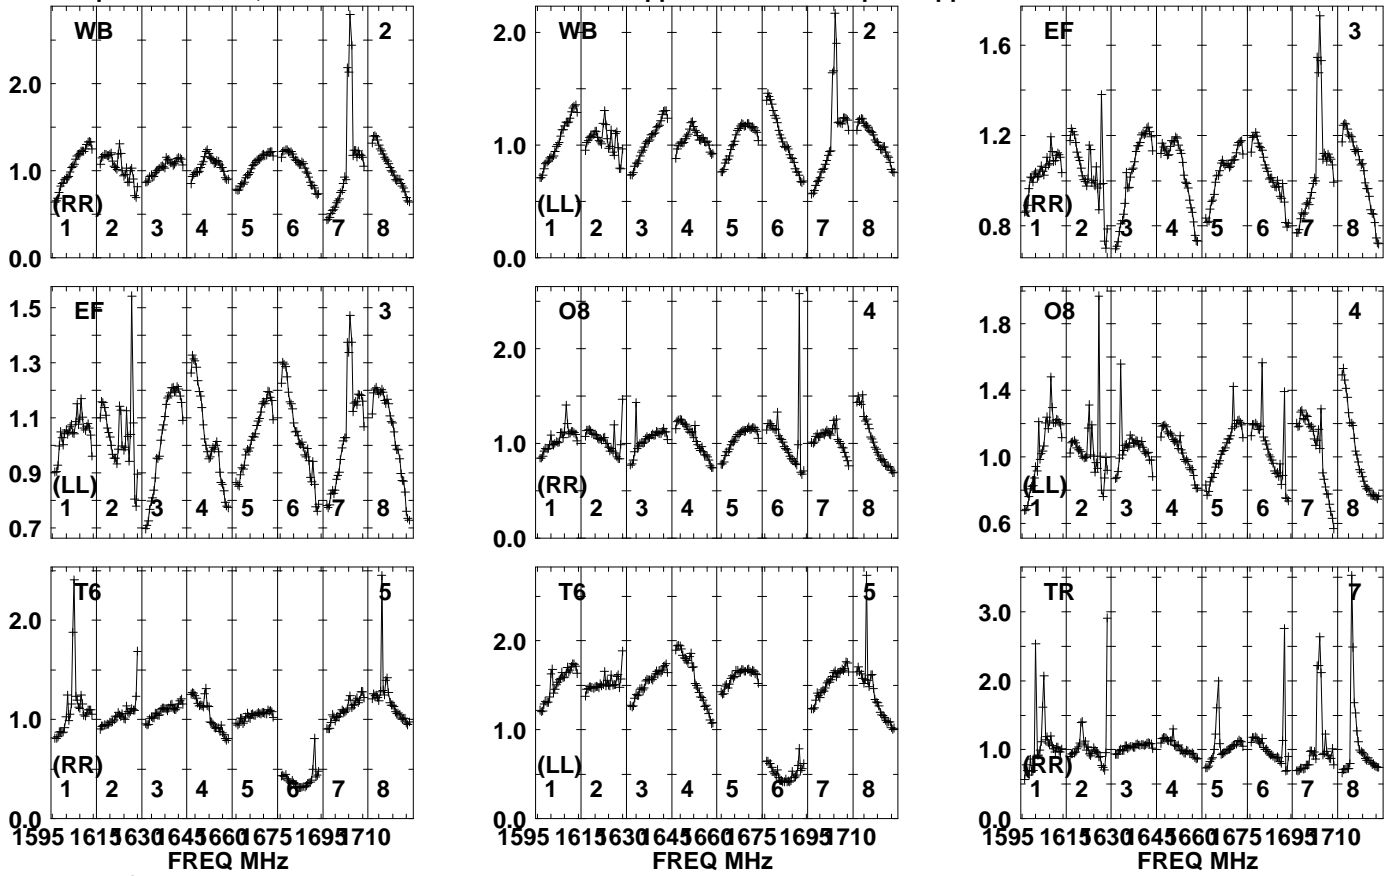 WB 2
2.0
1.0
0.0
(RR)
1 2 3 4 5 6 7 8
WB 2
2.0
1.0
0.0
(LL)
1 2 3 4 5 6 7 8
EF 3
1.6
1.2
0.8
(RR)
1 2 3 4 5 6 7 8
EF 3
1.5
1.3
1.1
0.9
0.7
(LL)
1 2 3 4 5 6 7 8
O8 4
2.0
1.0
0.0
(RR)
1 2 3 4 5 6 7 8
O8 4
1.8
1.4
1.0
0.6
(LL)
1 2 3 4 5 6 7 8
T6 5
2.0
1.0
0.0
(RR)
1 2 3 4 5 6 7 8
1595 1615 1630 1645 1660 1675 1695 1710
FREQ MHz
T6 5
2.0
1.0
0.0
(LL)
1 2 3 4 5 6 7 8
1595 1615 1630 1645 1660 1675 1695 1710
FREQ MHz
TR 7
3.0
2.0
1.0
0.0
(RR)
1 2 3 4 5 6 7 8
1595 1615 1630 1645 1660 1675 1695 1710
FREQ MHz